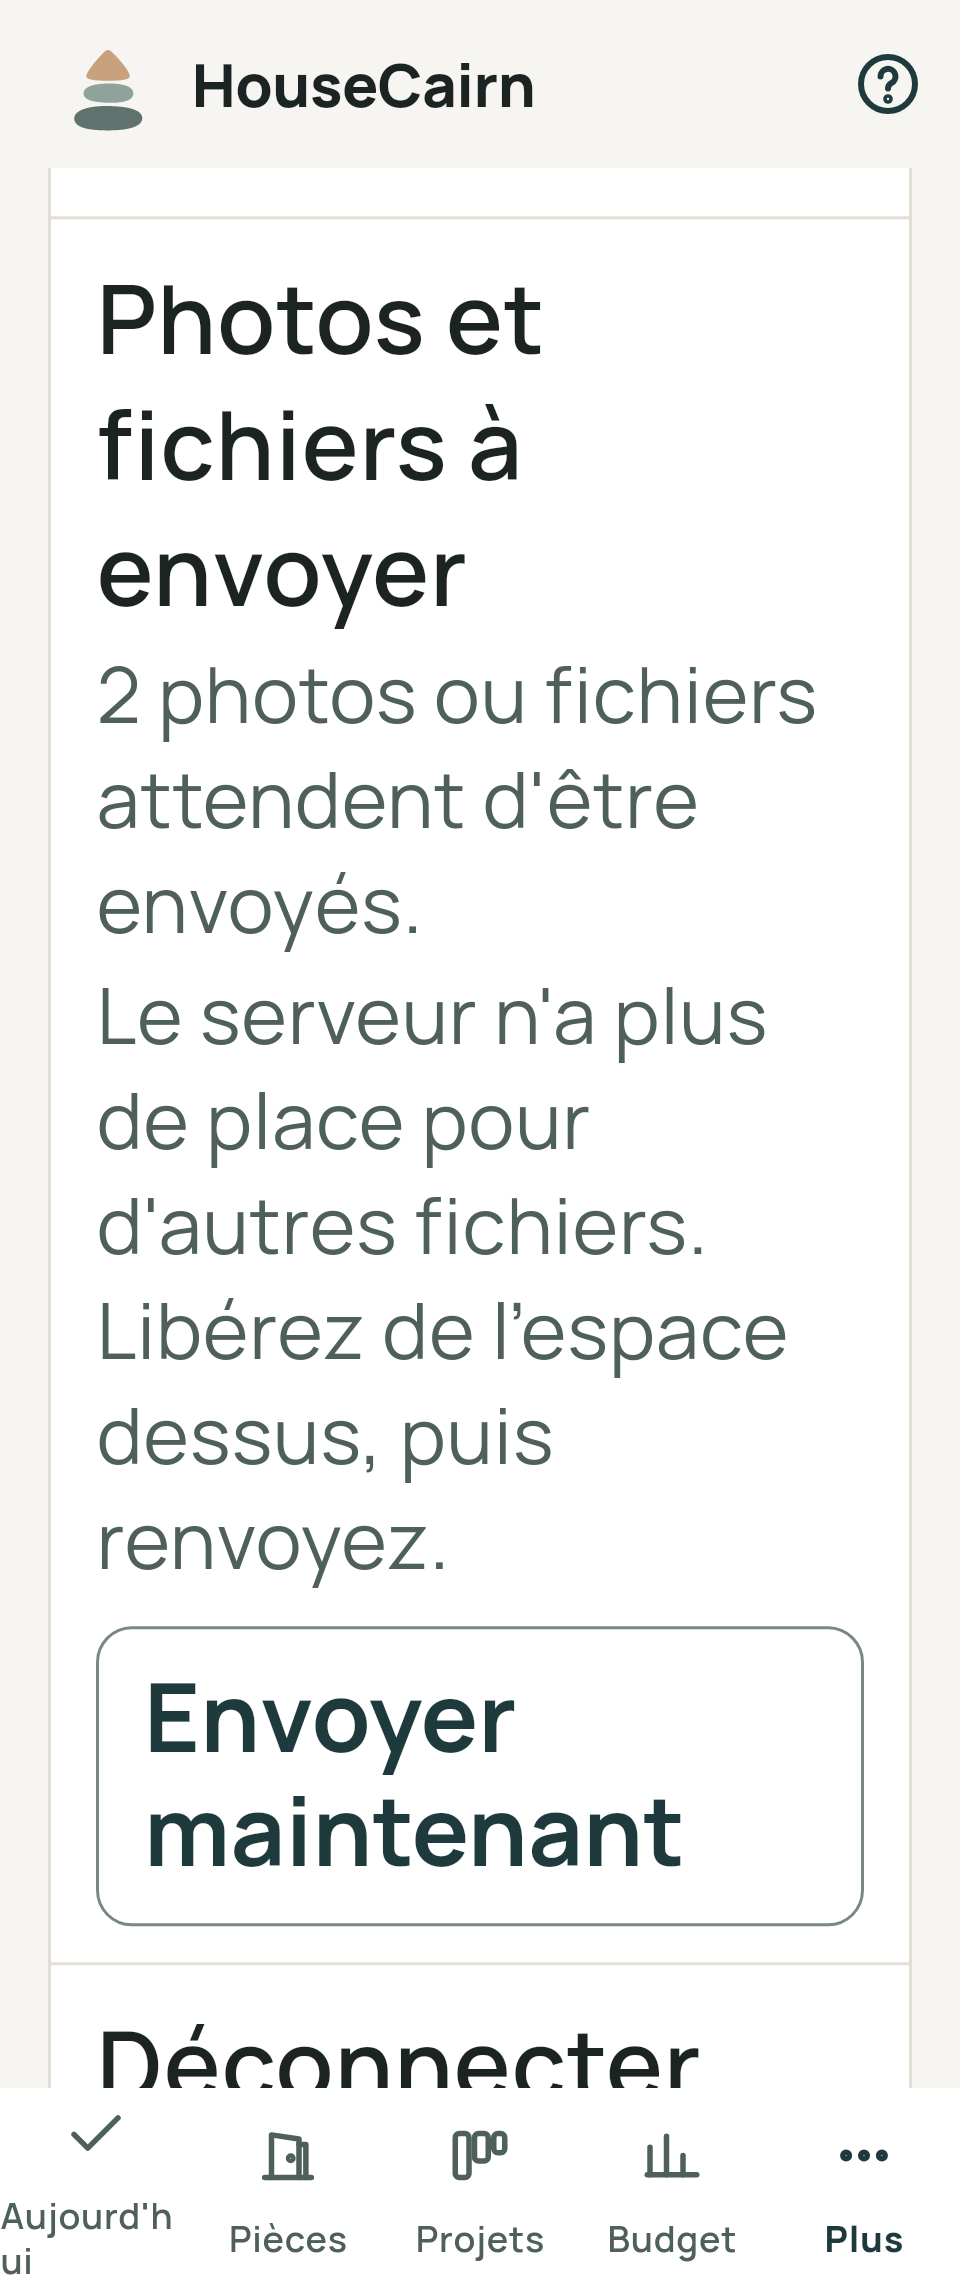 HouseCairn
Photos et
fichiers à
envoyer
2 photos ou fichiers
attendent d'être
envoyés.
Le serveur n'a plus
de place pour
d'autres fichiers.
Libérez de l’espace
dessus, puis
renvoyez.
Envoyer
maintenant
Déconnecter
Aujourd'h
ui
Pièces
Projets
Budget
Plus